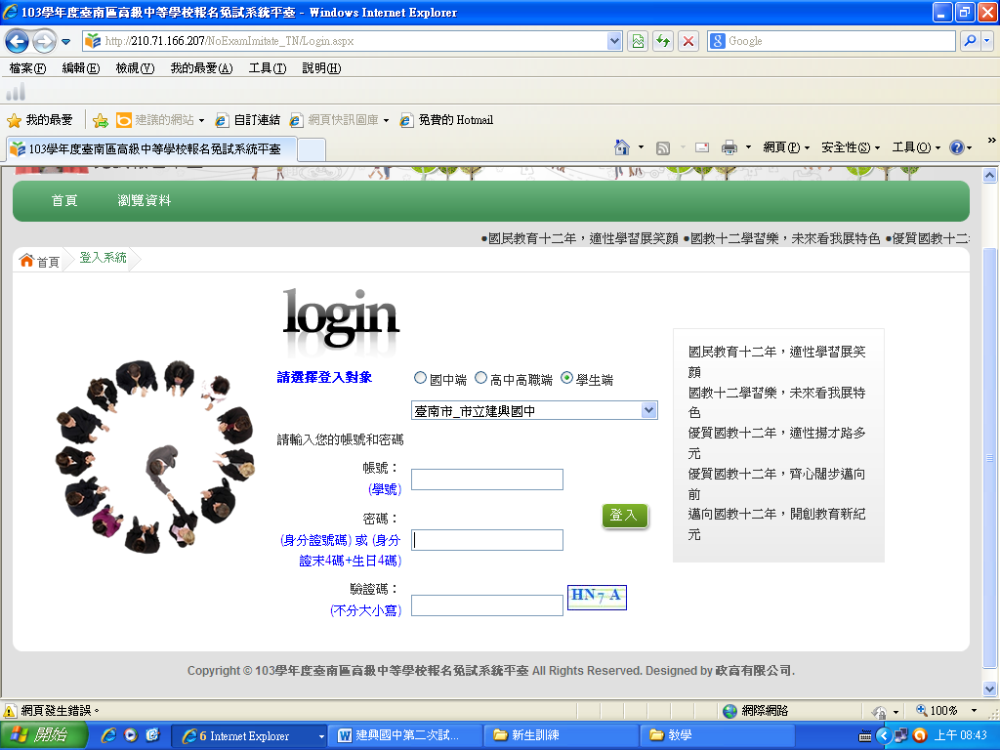 103學年度臺南區高級中等學校報名免試系統平臺 - Windows Internet Explorer
http://210.71.166.207/NoExamImitate_TN/Login.aspx
Google
檔案(F) 編輯(E) 檢視(V) 我的最愛(A) 工具(T) 說明(H)
我的最愛 建議的網站 自訂連結 網頁快訊圖庫 免費的 Hotmail
103學年度臺南區高級中等學校報名免試系統平臺
網頁(P) 安全性(S) 工具(O) »
首頁 瀏覽資料
●國民教育十二年，適性學習展笑顏 ●國教十二學習樂，未來看我展特色 ●優質國教十二
首頁 登入系統
login
請選擇登入對象 國中端 高中高職端 學生端
臺南市_市立建興國中
請輸入您的帳號和密碼
帳號：
(學號)
密碼：
(身分證號碼) 或 (身分
證末4碼+生日4碼)
登入
驗證碼：
(不分大小寫)
HN7 A
國民教育十二年，適性學習展笑
顏
國教十二學習樂，未來看我展特
色
優質國教十二年，適性揚才路多
元
優質國教十二年，齊心闊步邁向
前
邁向國教十二年，開創教育新紀
元
Copyright © 103學年度臺南區高級中等學校報名免試系統平臺 All Rights Reserved. Designed by 政高有限公司.
網頁發生錯誤。 網際網路 100%
開始 6 Internet Explorer 建興國中第二次試... 新生訓練 教學 上午 08:43